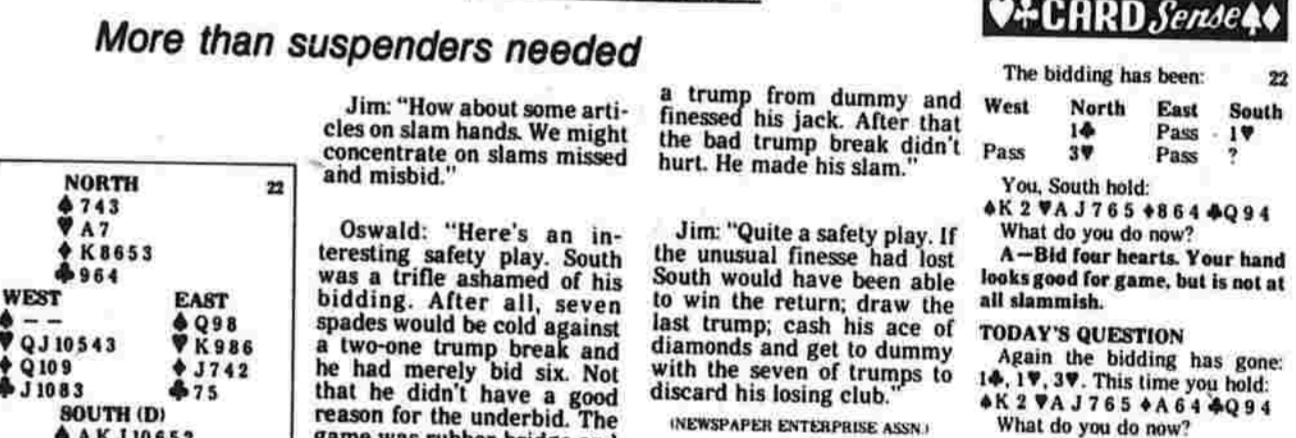 More than suspenders needed
NORTH 22
♠ 7 4 3
♥ A 7
♦ K 8 6 5 3
♣ 9 6 4
WEST EAST
♠ — — ♠ Q 9 8
♥ Q J 10 5 4 3 ♥ K 9 8 6
♦ Q 10 9 ♦ J 7 4 2
♣ J 10 8 3 ♣ 7 5
SOUTH (D)
♠ A K J 10 6 5 2
Jim: "How about some arti-
cles on slam hands. We might
concentrate on slams missed
and misbid."
Oswald: "Here's an in-
teresting safety play. South
was a trifle ashamed of his
bidding. After all, seven
spades would be cold against
a two-one trump break and
he had merely bid six. Not
that he didn't have a good
reason for the underbid. The
game was rubber bridge and
a trump from dummy and
finessed his jack. After that
the bad trump break didn't
hurt. He made his slam."
Jim: "Quite a safety play. If
the unusual finesse had lost
South would have been able
to win the return; draw the
last trump; cash his ace of
diamonds and get to dummy
with the seven of trumps to
discard his losing club."
(NEWSPAPER ENTERPRISE ASSN.)
♥♣CARD Sense♠♦
The bidding has been: 22
West North East South
1♣ Pass 1♥
Pass 3♥ Pass ?
You, South hold:
♠K 2 ♥A J 7 6 5 ♦8 6 4 ♣Q 9 4
What do you do now?
A—Bid four hearts. Your hand
looks good for game, but is not at
all slammish.
TODAY'S QUESTION
Again the bidding has gone:
1♣, 1♥, 3♥. This time you hold:
♠K 2 ♥A J 7 6 5 ♦A 6 4 ♣Q 9 4
What do you do now?